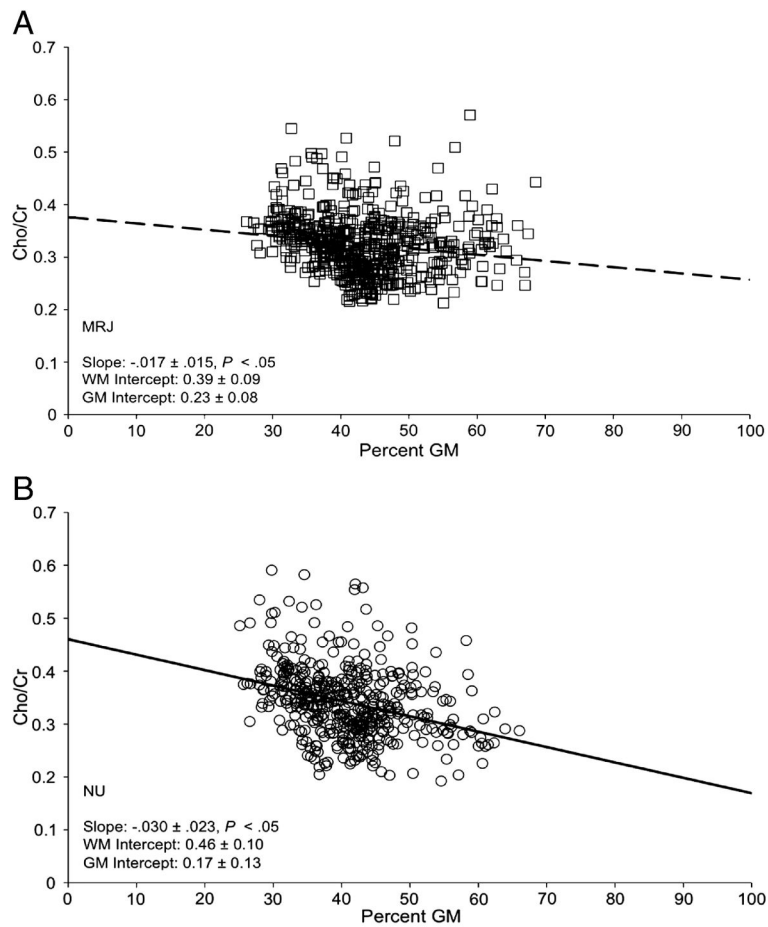 A
0.7
0.6
0.5
0.4
0.3
0.2
0.1
0
Cho/Cr
MRJ
Slope: -.017 ± .015, P < .05
WM Intercept: 0.39 ± 0.09
GM Intercept: 0.23 ± 0.08
0 10 20 30 40 50 60 70 80 90 100
Percent GM
B
0.7
0.6
0.5
0.4
0.3
0.2
0.1
0
Cho/Cr
NU
Slope: -.030 ± .023, P < .05
WM Intercept: 0.46 ± 0.10
GM Intercept: 0.17 ± 0.13
0 10 20 30 40 50 60 70 80 90 100
Percent GM